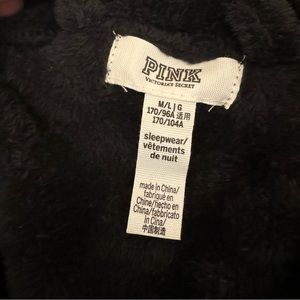 PINK
VICTORIA'S SECRET
M/L | G
170/96A 适用
170/104A
sleepwear/
vêtements
de nuit
made in China/
fabriqué en
Chine/hecho en
China/fabbricato
in Cina/
中国制造